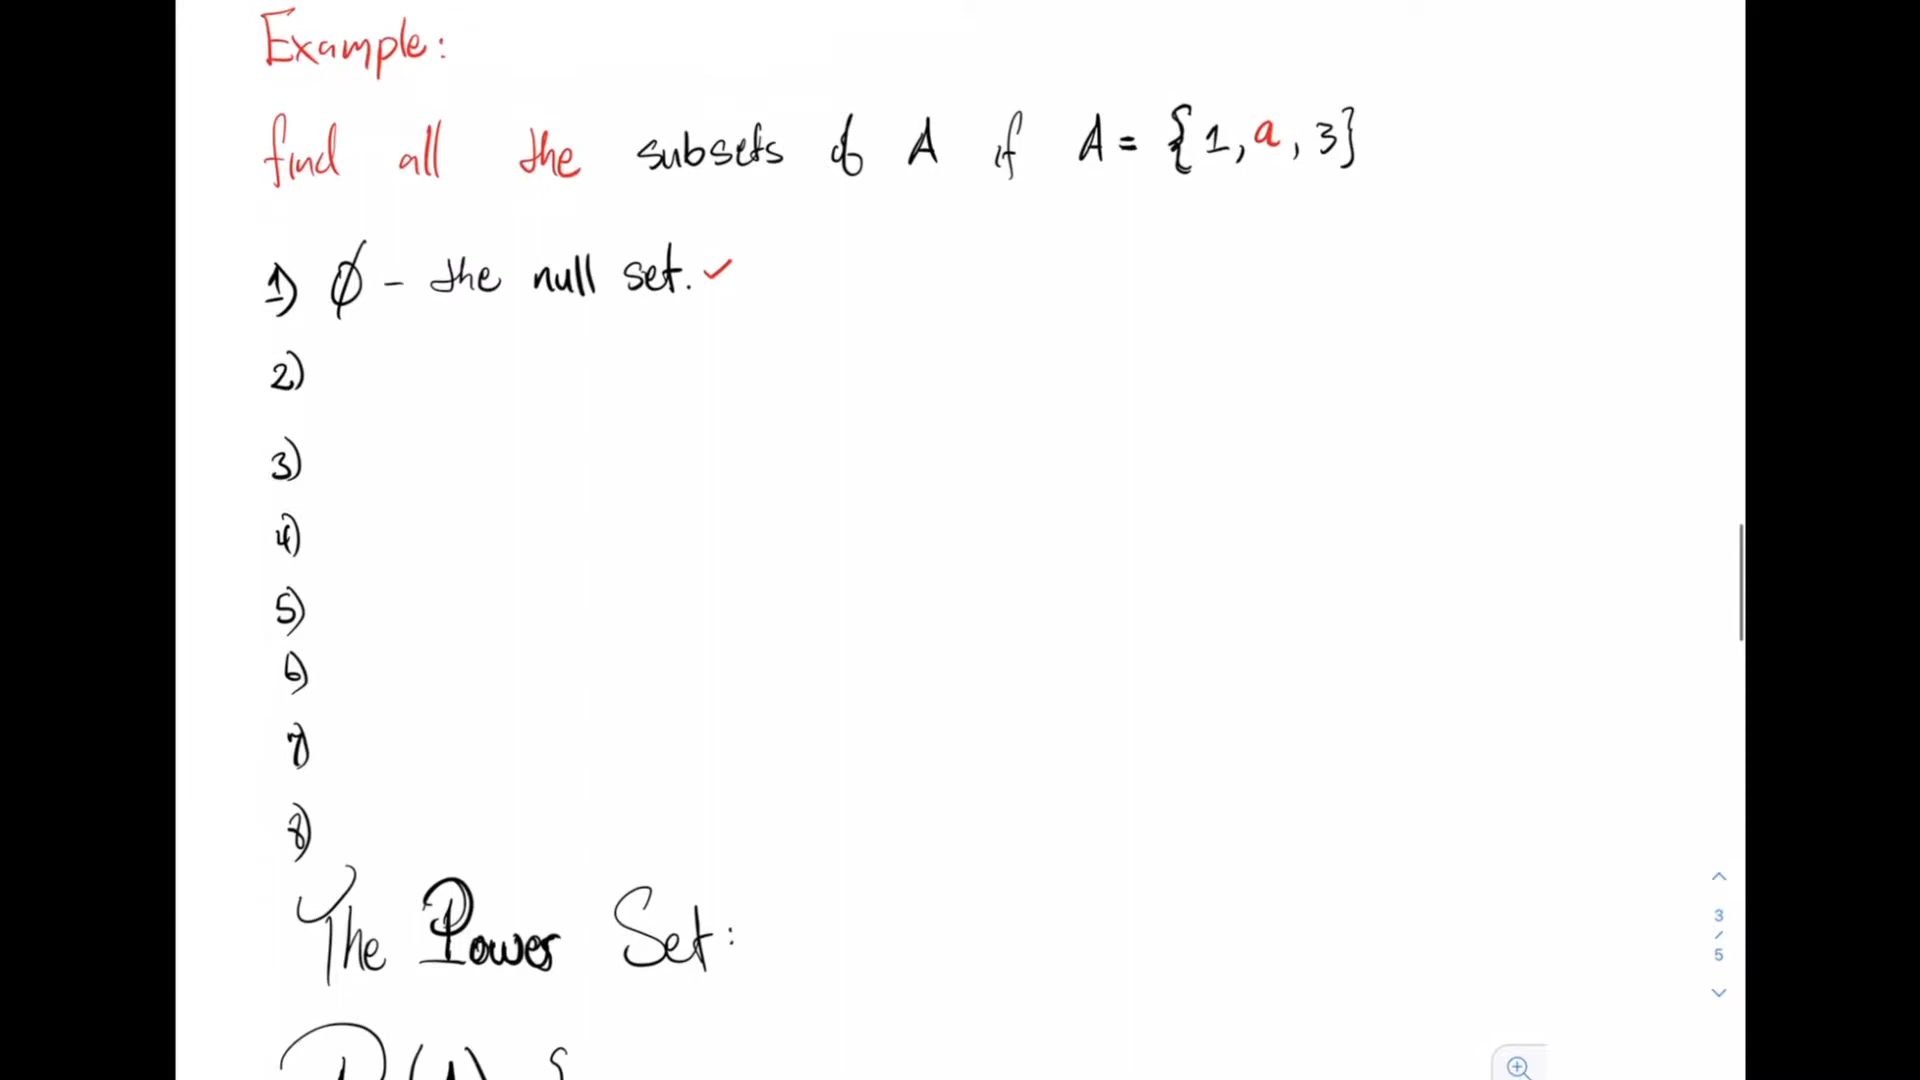 Example:
find all the subsets of A if A = {1, a, 3}
1) ∅ - the null set. ✓
2)
3)
4)
5)
6)
7)
8)
The Power Set:
P(A) {
3
/
5